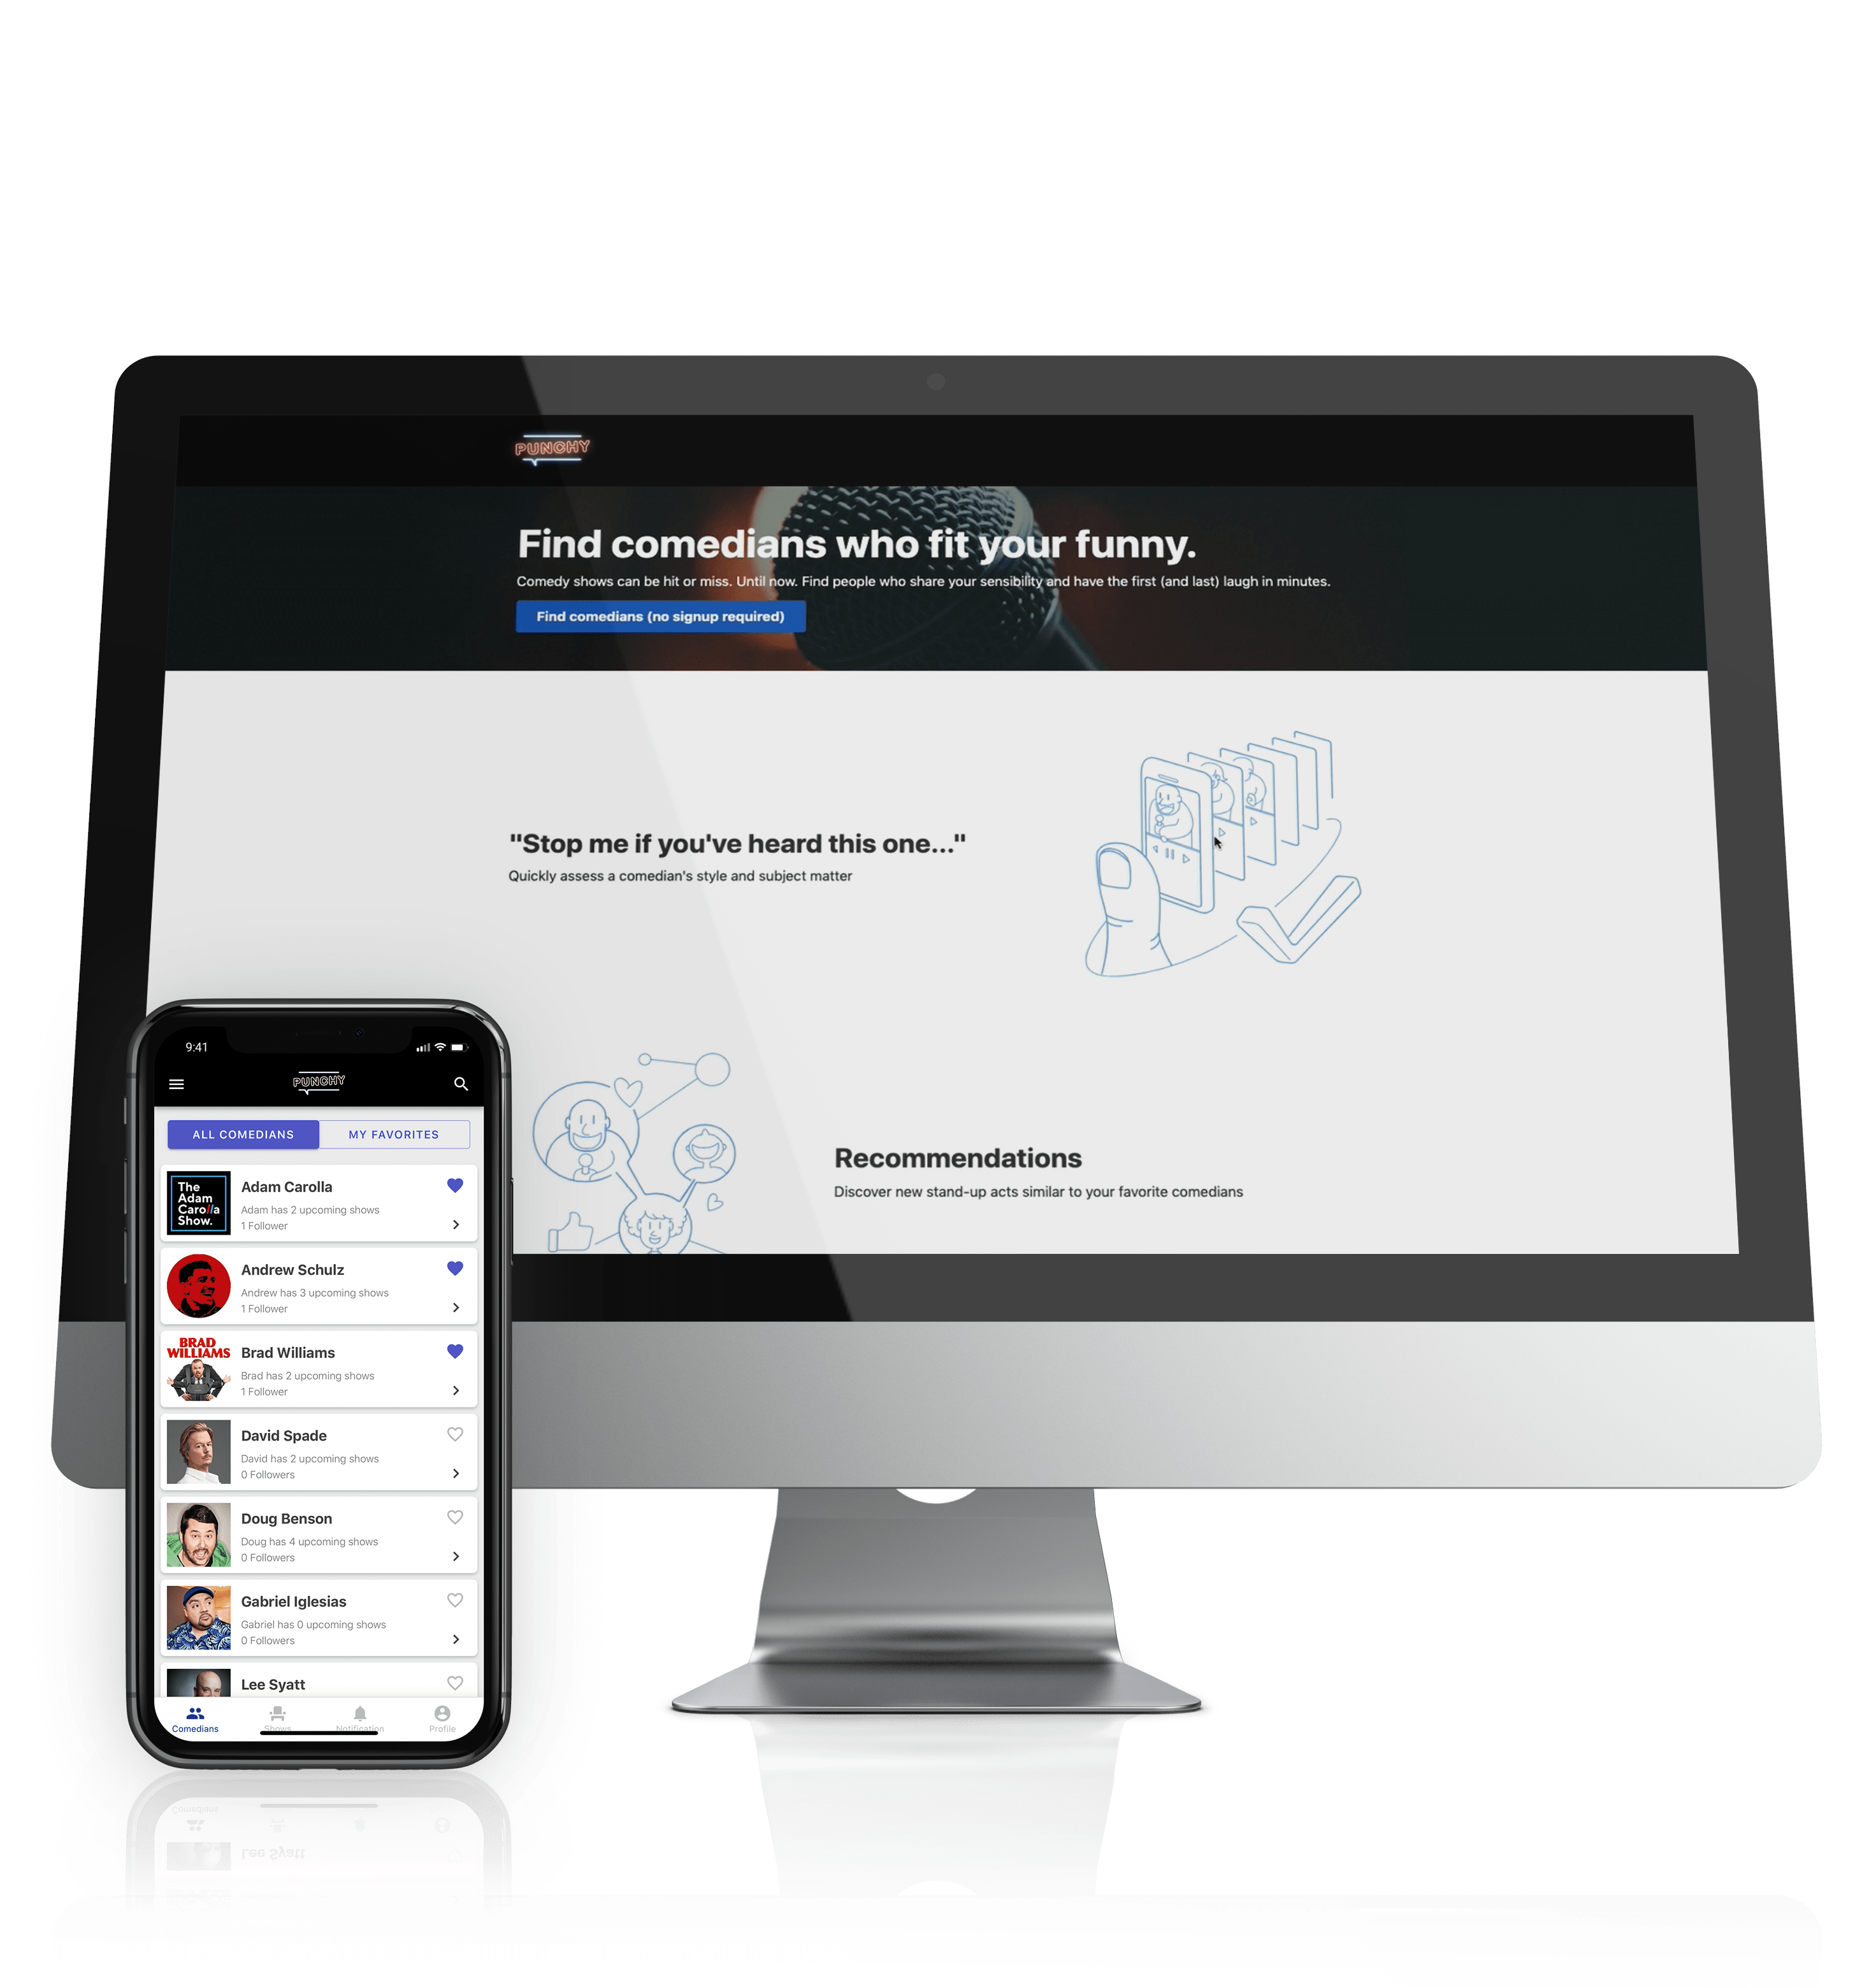 PUNCHY
Find comedians who fit your funny.
Comedy shows can be hit or miss. Until now. Find people who share your sensibility and have the first (and last) laugh in minutes.
Find comedians (no signup required)
"Stop me if you've heard this one..."
Quickly assess a comedian's style and subject matter
Recommendations
Discover new stand-up acts similar to your favorite comedians
9:41
PUNCHY
ALL COMEDIANS
MY FAVORITES
The
Adam
Carolla
Show.
Adam Carolla
Adam has 2 upcoming shows
1 Follower
Andrew Schulz
Andrew has 3 upcoming shows
1 Follower
BRAD
WILLIAMS
Brad Williams
Brad has 2 upcoming shows
1 Follower
David Spade
David has 2 upcoming shows
0 Followers
Doug Benson
Doug has 4 upcoming shows
0 Followers
Gabriel Iglesias
Gabriel has 0 upcoming shows
0 Followers
Lee Syatt
Comedians
Shows
Notification
Profile